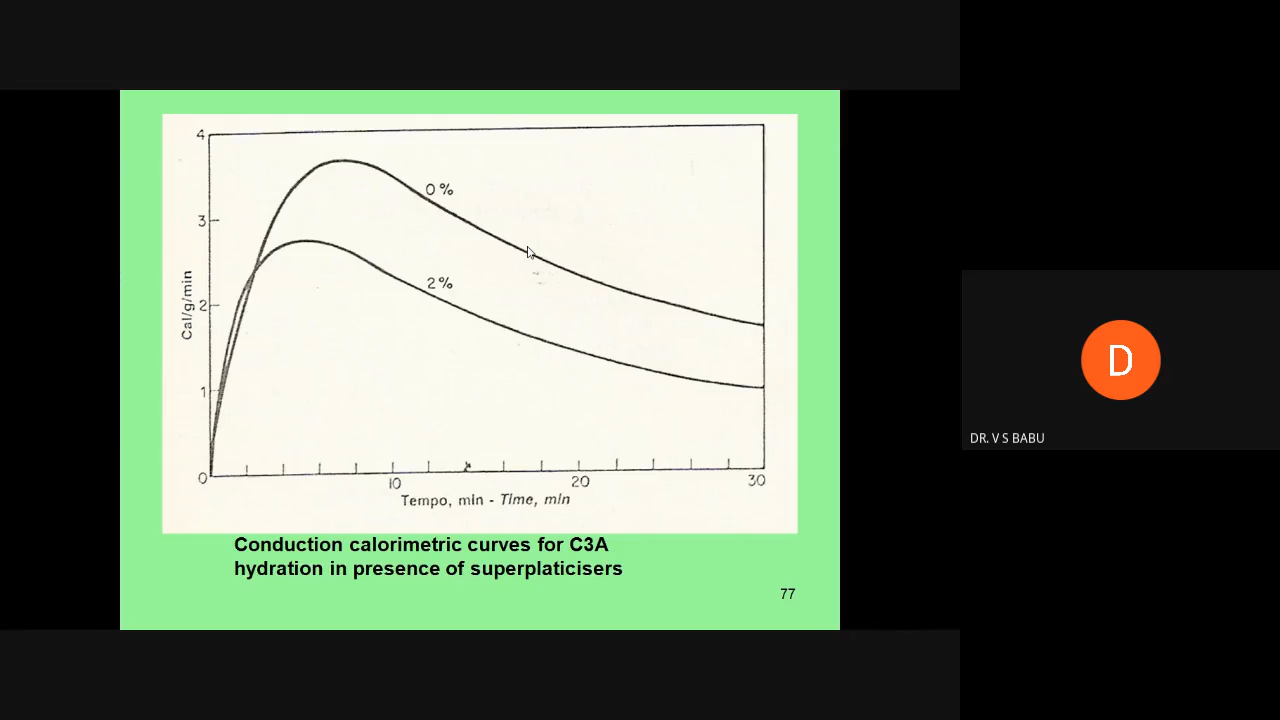 4
0 %
3
2 %
Cal/g/min
2
1
0
10
20
30
Tempo, min - Time, min
Conduction calorimetric curves for C3A
hydration in presence of superplaticisers
77
D
DR. V S BABU